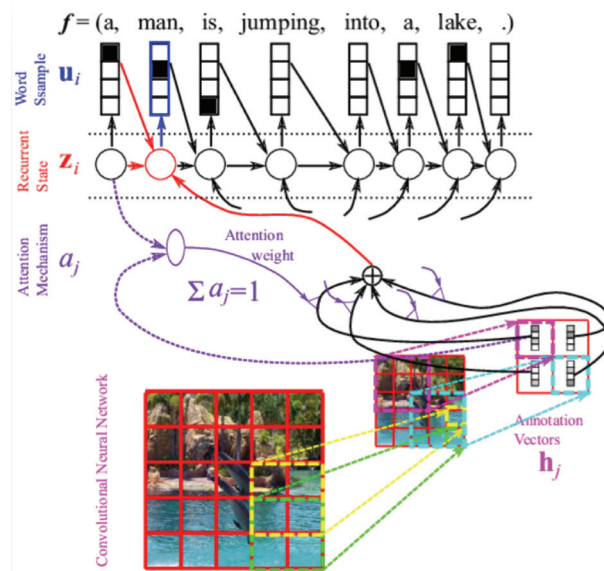 f = (a, man, is, jumping, into, a, lake, .)
Word
Ssample
u_i
Recurrent
State
z_i
Attention
Mechanism
a_j
Attention
weight
Σ a_j=1
Convolutional Neural Network
Annotation
Vectors
h_j